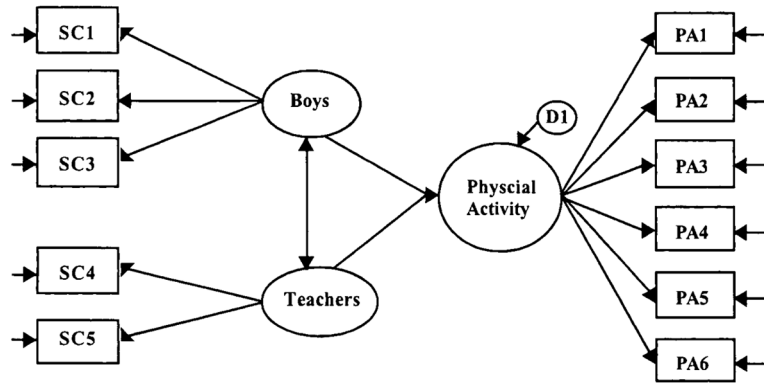 SC1
SC2
SC3
SC4
SC5
Boys
Teachers
D1
Physcial
Activity
PA1
PA2
PA3
PA4
PA5
PA6